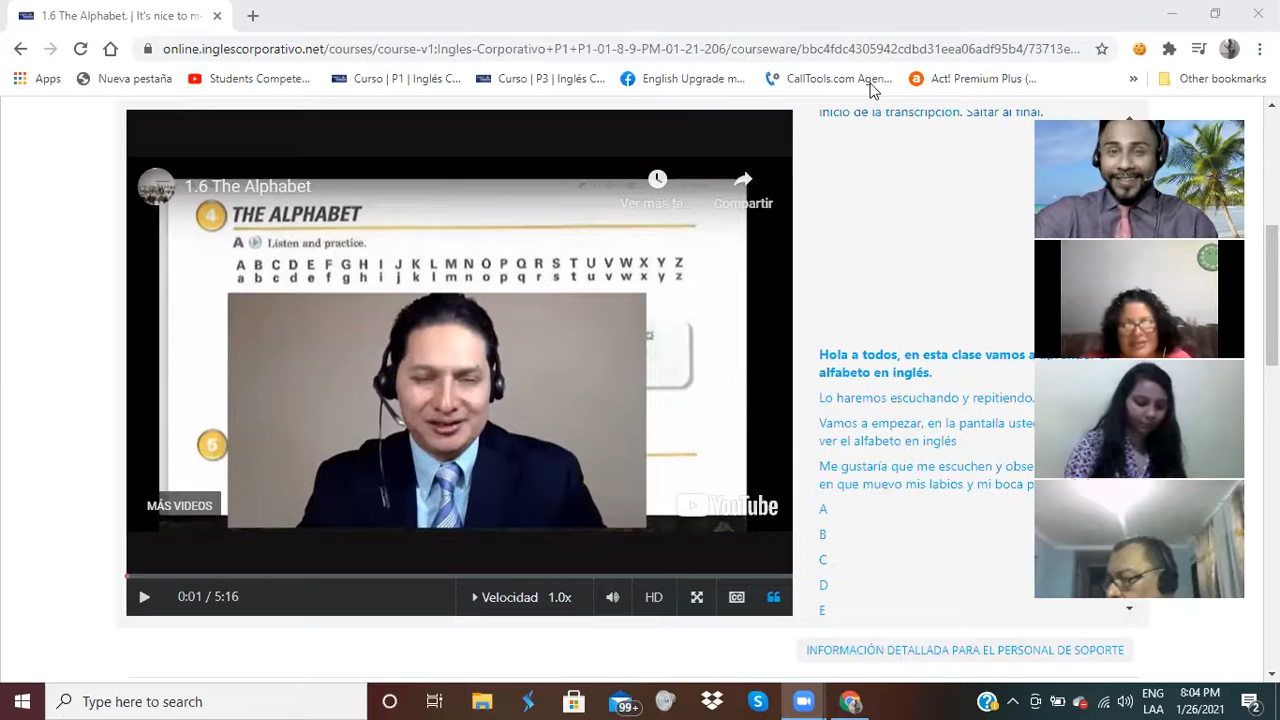 1.6 The Alphabet. | It's nice to m
online.inglescorporativo.net/courses/course-v1:Ingles-Corporativo+P1+P1-01-8-9-PM-01-21-206/courseware/bbc4fdc4305942cdbd31eea06adf95b4/73713e...
Apps
Nueva pestaña
Students Compete...
Curso | P1 | Inglés C...
Curso | P3 | Inglés C...
English Upgrade m...
CallTools.com Agen...
Act! Premium Plus (...
»
Other bookmarks
inicio de la transcripción. Saltar al final.
1.6 The Alphabet
Ver más ta...
Compartir
4 THE ALPHABET
A Listen and practice.
A B C D E F G H I J K L M N O P Q R S T U V W X Y Z
a b c d e f g h i j k l m n o p q r s t u v w x y z
5
MÁS VIDEOS
YouTube
Hola a todos, en esta clase vamos a
alfabeto en inglés.
Lo haremos escuchando y repitiendo.
Vamos a empezar, en la pantalla uste
ver el alfabeto en inglés
Me gustaría que me escuchen y obse
en que muevo mis labios y mi boca p
A
B
C
D
E
0:01 / 5:16
Velocidad 1.0x
HD
CC
INFORMACIÓN DETALLADA PARA EL PERSONAL DE SOPORTE
Type here to search
99+
ENG
LAA
8:04 PM
1/26/2021
2